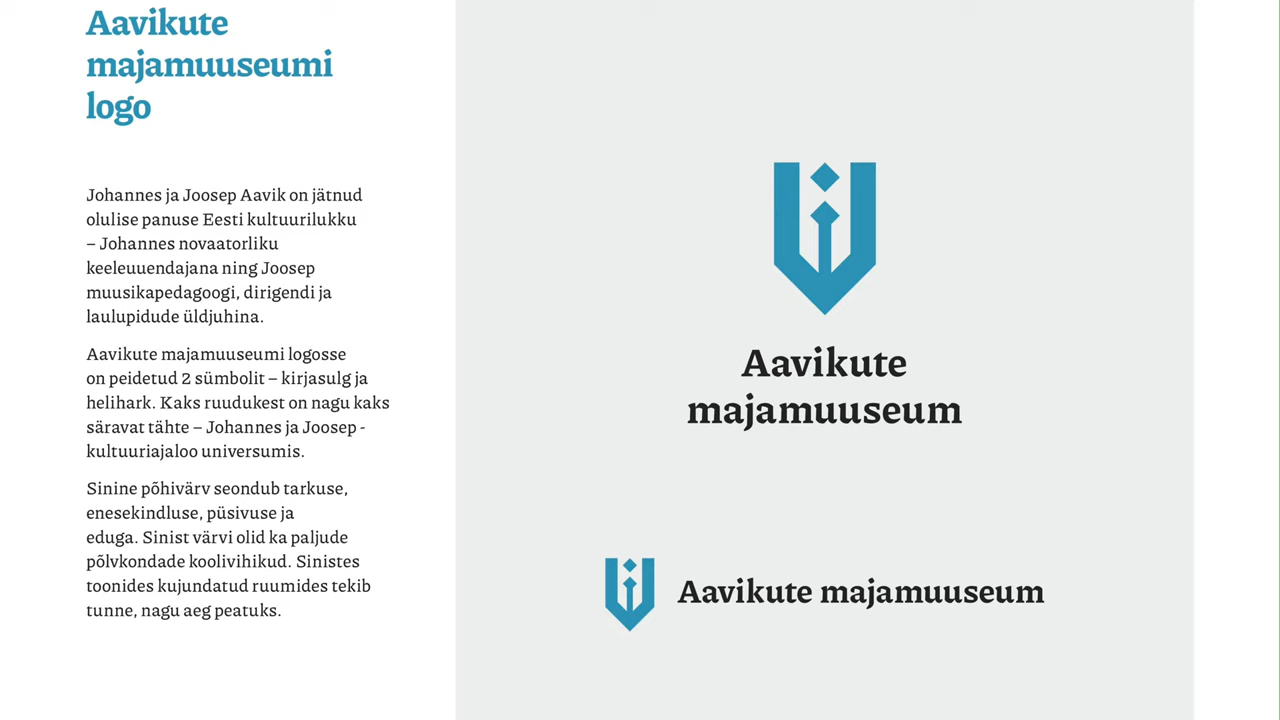 Aavikute
majamuuseumi
logo
Johannes ja Joosep Aavik on jätnud
olulise panuse Eesti kultuurilukku
– Johannes novaatorliku
keeleuuendajana ning Joosep
muusikapedagoogi, dirigendi ja
laulupidude üldjuhina.
Aavikute majamuuseumi logosse
on peidetud 2 sümbolit – kirjasulg ja
helihark. Kaks ruudukest on nagu kaks
säravat tähte – Johannes ja Joosep -
kultuuriajaloo universumis.
Sinine põhivärv seondub tarkuse,
enesekindluse, püsivuse ja
eduga. Sinist värvi olid ka paljude
põlvkondade koolivihikud. Sinistes
toonides kujundatud ruumides tekib
tunne, nagu aeg peatuks.
Aavikute
majamuuseum
Aavikute majamuuseum